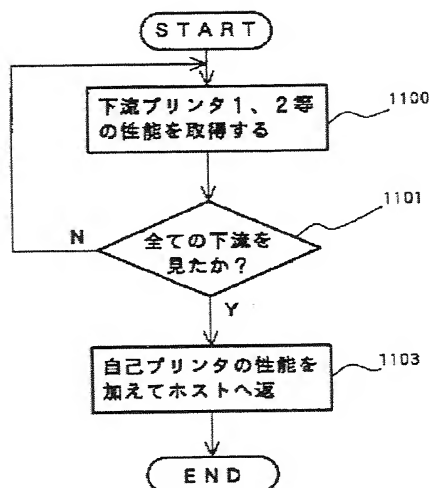 START
下流プリンタ1、2等
の性能を取得する
1100
全ての下流を
見たか?
1101
N
Y
自己プリンタの性能を
加えてホストへ返
1103
END